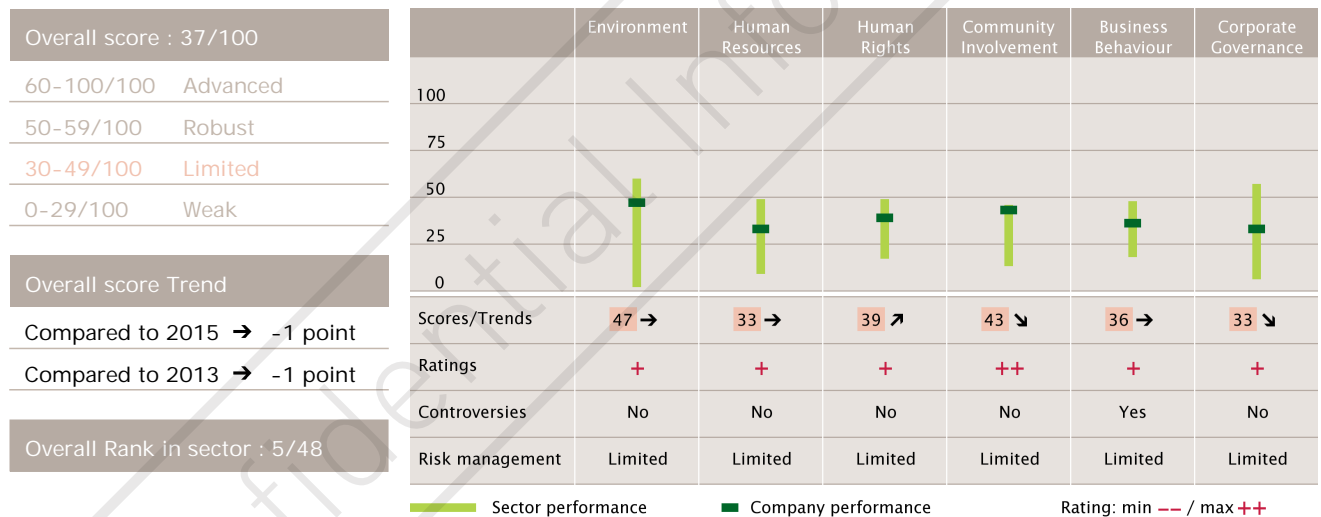 Overall score : 37/100
60-100/100 Advanced
50-59/100 Robust
30-49/100 Limited
0-29/100 Weak
Overall score Trend
Compared to 2015 ➔ -1 point
Compared to 2013 ➔ -1 point
Overall Rank in sector : 5/48
Environment Human Resources Human Rights Community Involvement Business Behaviour Corporate Governance
100
75
50
25
0
Scores/Trends 47 ➔ 33 ➔ 39 ↗ 43 ↘ 36 ➔ 33 ↘
Ratings + + + ++ + +
Controversies No No No No Yes No
Risk management Limited Limited Limited Limited Limited Limited
Sector performance Company performance Rating: min -- / max ++